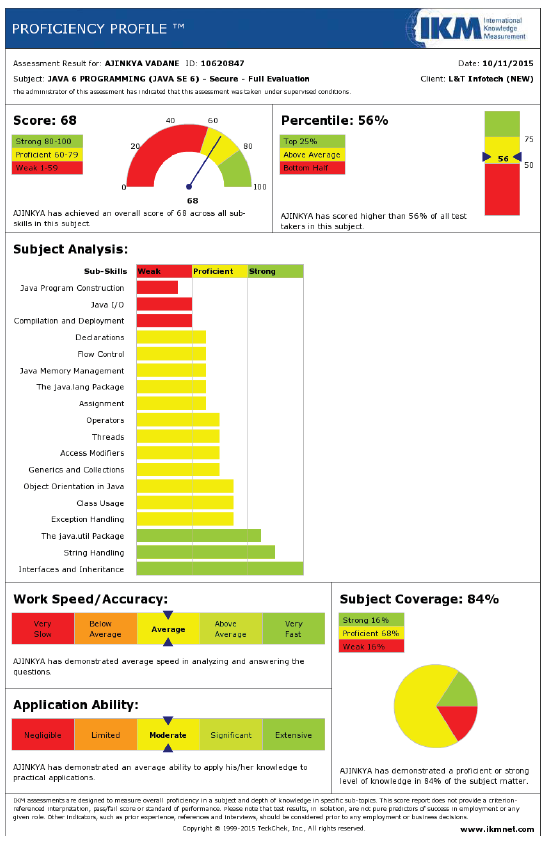 PROFICIENCY PROFILE ™
IKM International
Knowledge
Measurement
Assessment Result for: AJINKYA VADANE ID: 10620847
Date: 10/11/2015
Subject: JAVA 6 PROGRAMMING (JAVA SE 6) - Secure - Full Evaluation
Client: L&T Infotech (NEW)
The administrator of this assessment has indicated that this assessment was taken under supervised conditions.
Score: 68
Strong 80-100
Proficient 60-79
Weak 1-59
0
20
40
60
80
100
68
AJINKYA has achieved an overall score of 68 across all sub-
skills in this subject.
Percentile: 56%
Top 25%
Above Average
Bottom Half
75
56
50
AJINKYA has scored higher than 56% of all test
takers in this subject.
Subject Analysis:
Sub-Skills Weak Proficient Strong
Java Program Construction
Java I/O
Compilation and Deployment
Declarations
Flow Control
Java Memory Management
The java.lang Package
Assignment
Operators
Threads
Access Modifiers
Generics and Collections
Object Orientation in Java
Class Usage
Exception Handling
The java.util Package
String Handling
Interfaces and Inheritance
Work Speed/Accuracy:
Very
Slow
Below
Average
Average
Above
Average
Very
Fast
AJINKYA has demonstrated average speed in analyzing and answering the
questions.
Application Ability:
Negligible Limited Moderate Significant Extensive
AJINKYA has demonstrated an average ability to apply his/her knowledge to
practical applications.
Subject Coverage: 84%
Strong 16%
Proficient 68%
Weak 16%
AJINKYA has demonstrated a proficient or strong
level of knowledge in 84% of the subject matter.
IKM assessments are designed to measure overall proficiency in a subject and depth of knowledge in specific sub-topics. This score report does not provide a criterion-
referenced interpretation, pass/fail score or standard of performance. Please note that test results, in isolation, are not pure predictors of success in employment or any
given role. Other indicators, such as prior experience, references and interviews, should be considered prior to any employment or business decisions.
Copyright © 1999-2015 TeckChek, Inc., All rights reserved.
www.ikmnet.com